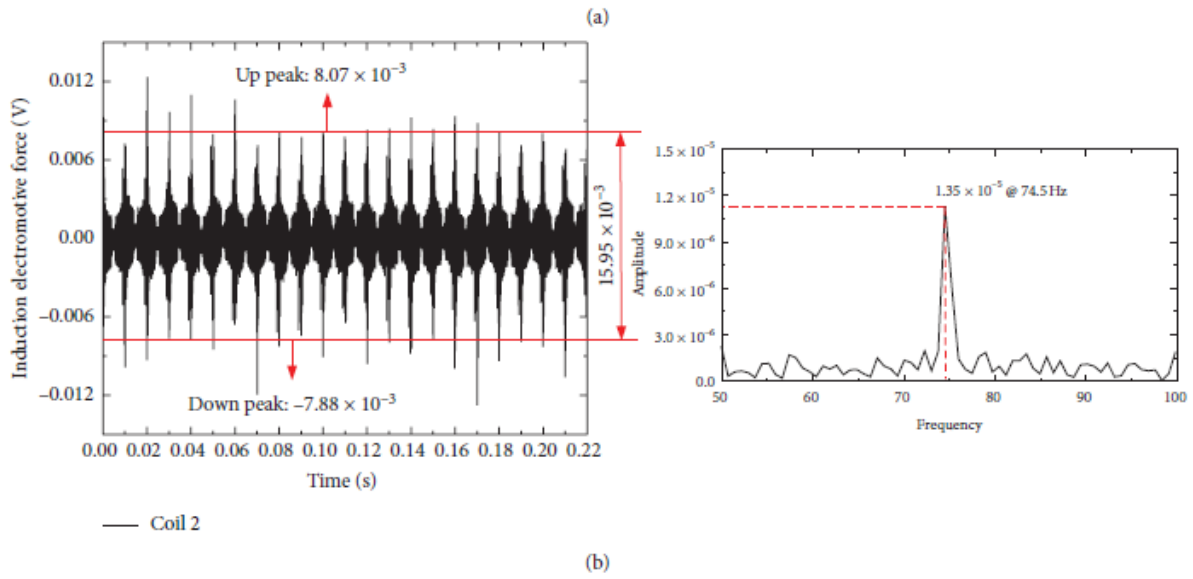 (a)
Induction electromotive force (V)
0.012
0.006
0.00
−0.006
−0.012
Up peak: 8.07 × 10⁻³
Down peak: −7.88 × 10⁻³
15.95 × 10⁻³
0.00 0.02 0.04 0.06 0.08 0.10 0.12 0.14 0.16 0.18 0.20 0.22
Time (s)
Coil 2
Amplitude
1.5 × 10⁻⁵
1.2 × 10⁻⁵
9.0 × 10⁻⁶
6.0 × 10⁻⁶
3.0 × 10⁻⁶
0.0
1.35 × 10⁻⁵ @ 74.5 Hz
50 60 70 80 90 100
Frequency
(b)